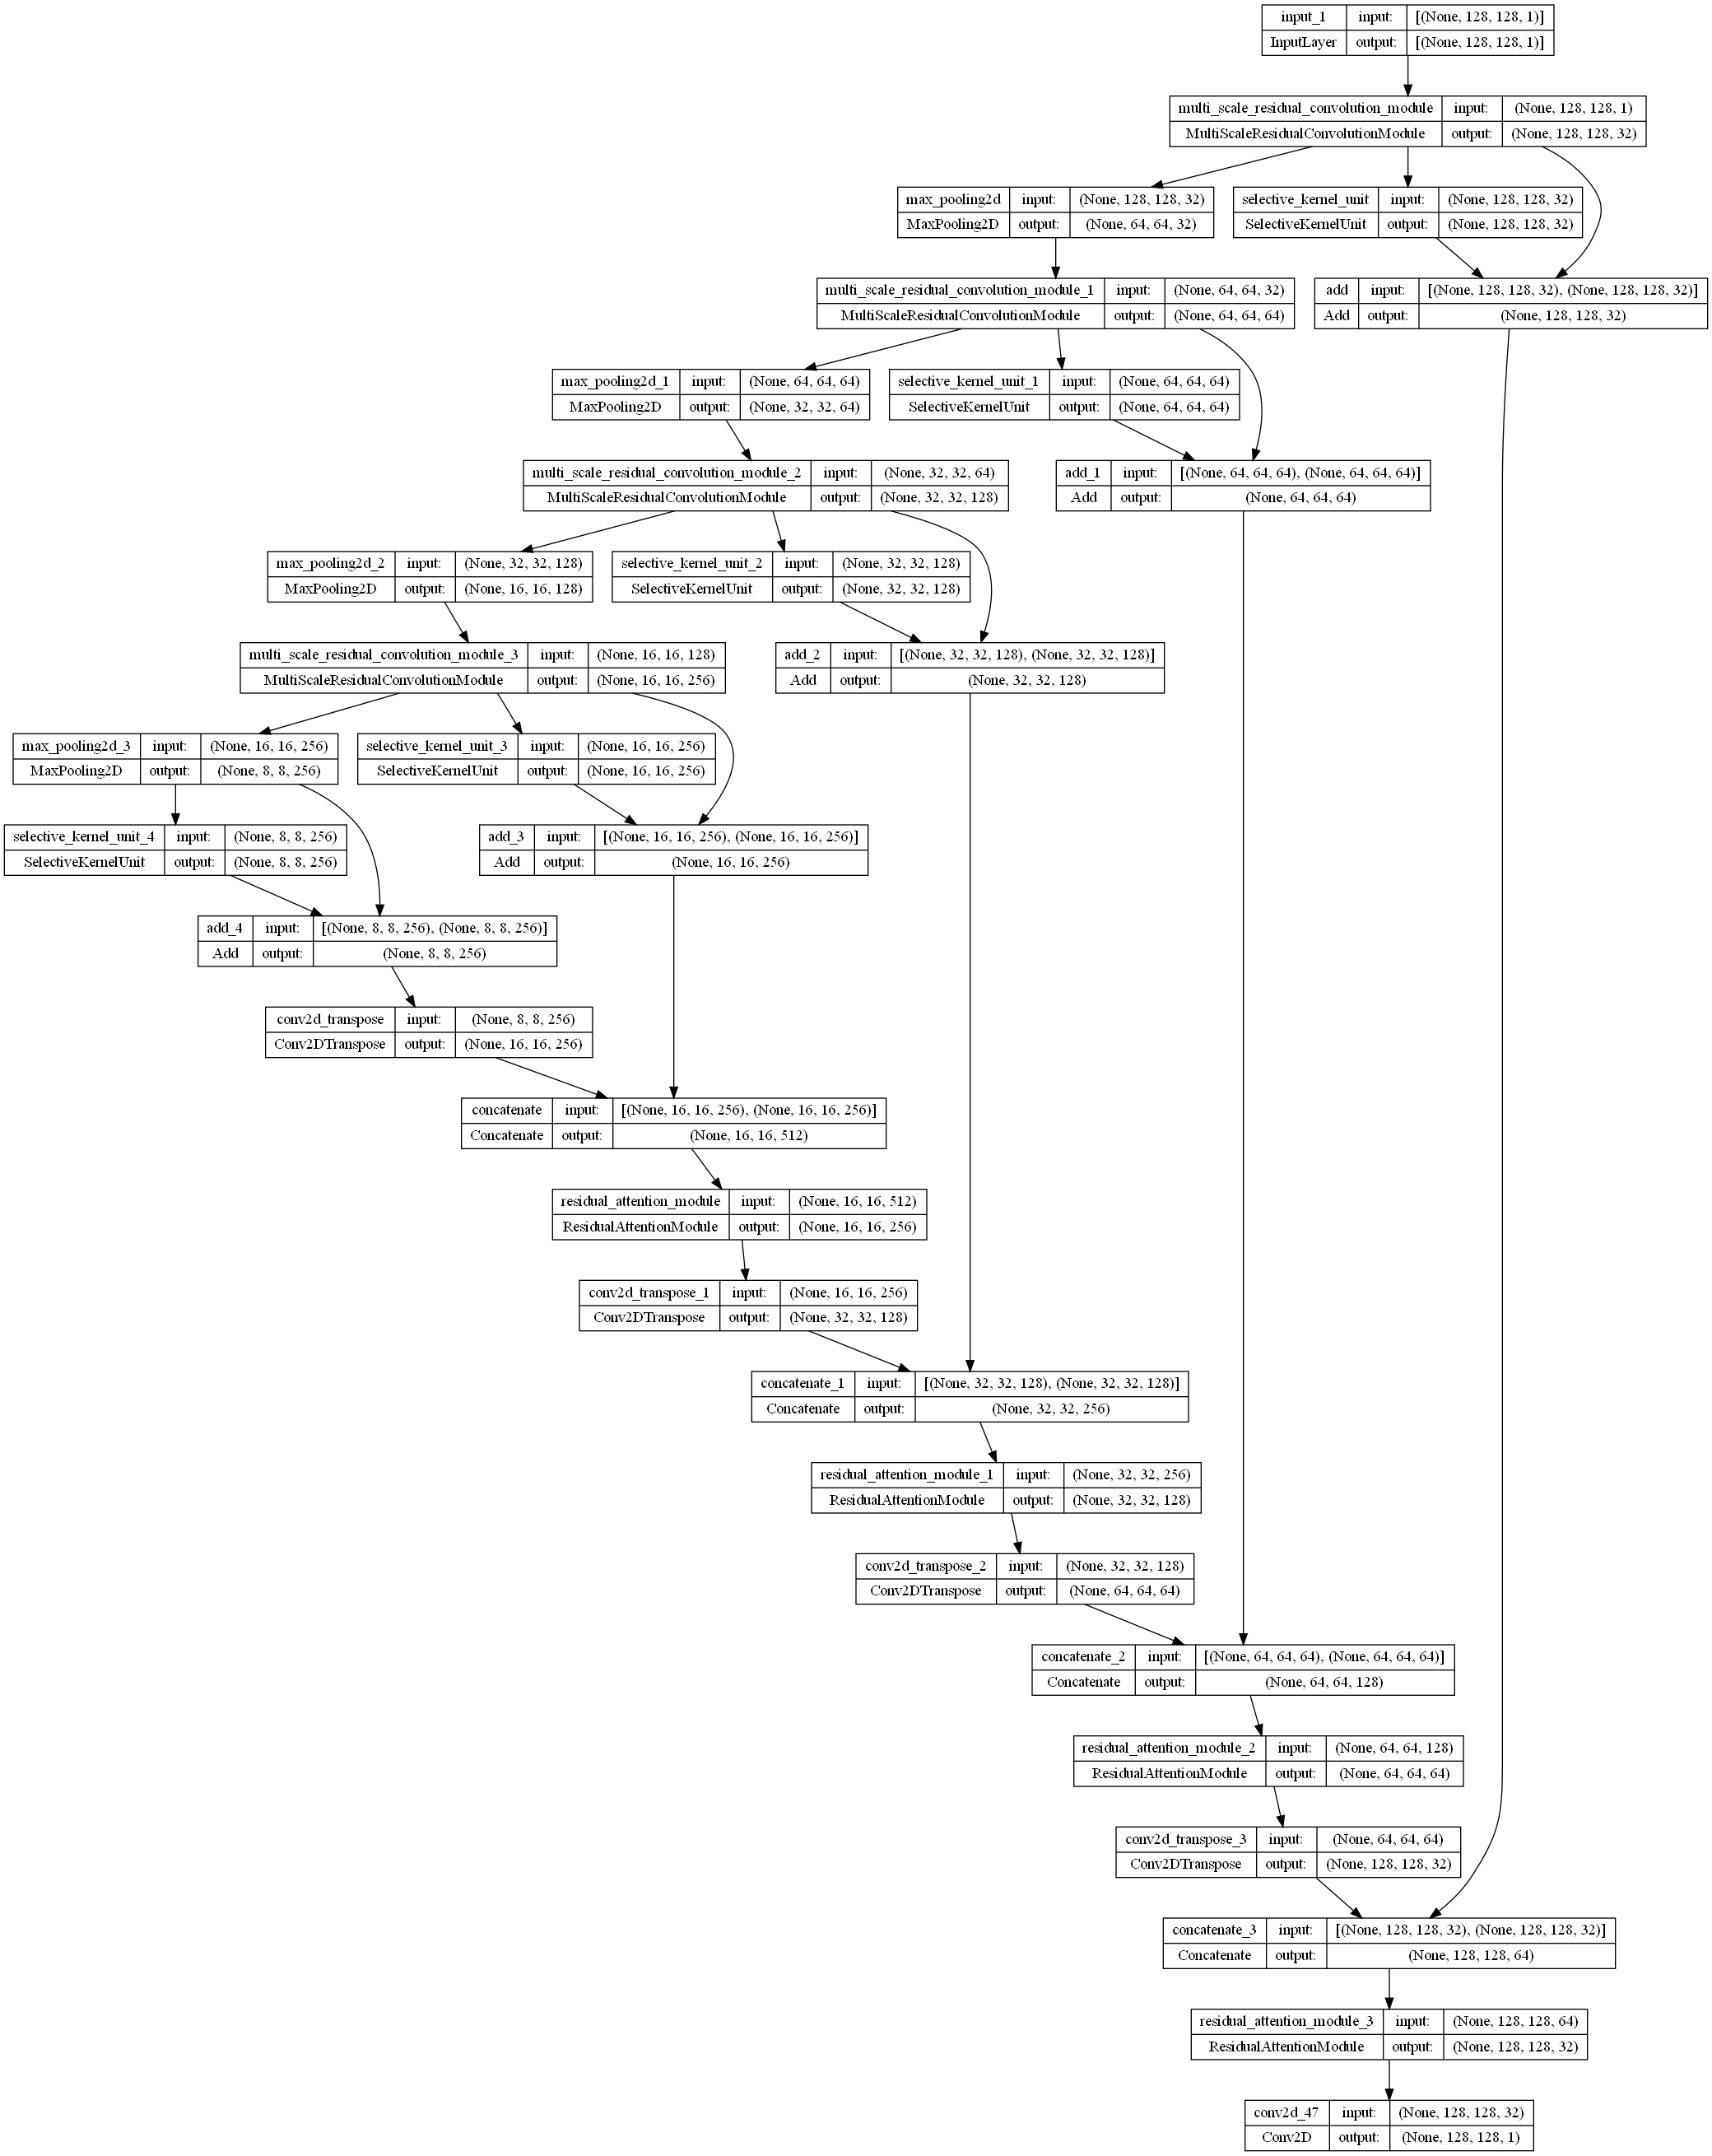 input_1 input: [(None, 128, 128, 1)]
InputLayer output: [(None, 128, 128, 1)]
multi_scale_residual_convolution_module input: (None, 128, 128, 1)
MultiScaleResidualConvolutionModule output: (None, 128, 128, 32)
max_pooling2d input: (None, 128, 128, 32)
MaxPooling2D output: (None, 64, 64, 32)
selective_kernel_unit input: (None, 128, 128, 32)
SelectiveKernelUnit output: (None, 128, 128, 32)
multi_scale_residual_convolution_module_1 input: (None, 64, 64, 32)
MultiScaleResidualConvolutionModule output: (None, 64, 64, 64)
add input: [(None, 128, 128, 32), (None, 128, 128, 32)]
Add output: (None, 128, 128, 32)
max_pooling2d_1 input: (None, 64, 64, 64)
MaxPooling2D output: (None, 32, 32, 64)
selective_kernel_unit_1 input: (None, 64, 64, 64)
SelectiveKernelUnit output: (None, 64, 64, 64)
multi_scale_residual_convolution_module_2 input: (None, 32, 32, 64)
MultiScaleResidualConvolutionModule output: (None, 32, 32, 128)
add_1 input: [(None, 64, 64, 64), (None, 64, 64, 64)]
Add output: (None, 64, 64, 64)
max_pooling2d_2 input: (None, 32, 32, 128)
MaxPooling2D output: (None, 16, 16, 128)
selective_kernel_unit_2 input: (None, 32, 32, 128)
SelectiveKernelUnit output: (None, 32, 32, 128)
multi_scale_residual_convolution_module_3 input: (None, 16, 16, 128)
MultiScaleResidualConvolutionModule output: (None, 16, 16, 256)
add_2 input: [(None, 32, 32, 128), (None, 32, 32, 128)]
Add output: (None, 32, 32, 128)
max_pooling2d_3 input: (None, 16, 16, 256)
MaxPooling2D output: (None, 8, 8, 256)
selective_kernel_unit_3 input: (None, 16, 16, 256)
SelectiveKernelUnit output: (None, 16, 16, 256)
selective_kernel_unit_4 input: (None, 8, 8, 256)
SelectiveKernelUnit output: (None, 8, 8, 256)
add_3 input: [(None, 16, 16, 256), (None, 16, 16, 256)]
Add output: (None, 16, 16, 256)
add_4 input: [(None, 8, 8, 256), (None, 8, 8, 256)]
Add output: (None, 8, 8, 256)
conv2d_transpose input: (None, 8, 8, 256)
Conv2DTranspose output: (None, 16, 16, 256)
concatenate input: [(None, 16, 16, 256), (None, 16, 16, 256)]
Concatenate output: (None, 16, 16, 512)
residual_attention_module input: (None, 16, 16, 512)
ResidualAttentionModule output: (None, 16, 16, 256)
conv2d_transpose_1 input: (None, 16, 16, 256)
Conv2DTranspose output: (None, 32, 32, 128)
concatenate_1 input: [(None, 32, 32, 128), (None, 32, 32, 128)]
Concatenate output: (None, 32, 32, 256)
residual_attention_module_1 input: (None, 32, 32, 256)
ResidualAttentionModule output: (None, 32, 32, 128)
conv2d_transpose_2 input: (None, 32, 32, 128)
Conv2DTranspose output: (None, 64, 64, 64)
concatenate_2 input: [(None, 64, 64, 64), (None, 64, 64, 64)]
Concatenate output: (None, 64, 64, 128)
residual_attention_module_2 input: (None, 64, 64, 128)
ResidualAttentionModule output: (None, 64, 64, 64)
conv2d_transpose_3 input: (None, 64, 64, 64)
Conv2DTranspose output: (None, 128, 128, 32)
concatenate_3 input: [(None, 128, 128, 32), (None, 128, 128, 32)]
Concatenate output: (None, 128, 128, 64)
residual_attention_module_3 input: (None, 128, 128, 64)
ResidualAttentionModule output: (None, 128, 128, 32)
conv2d_47 input: (None, 128, 128, 32)
Conv2D output: (None, 128, 128, 1)